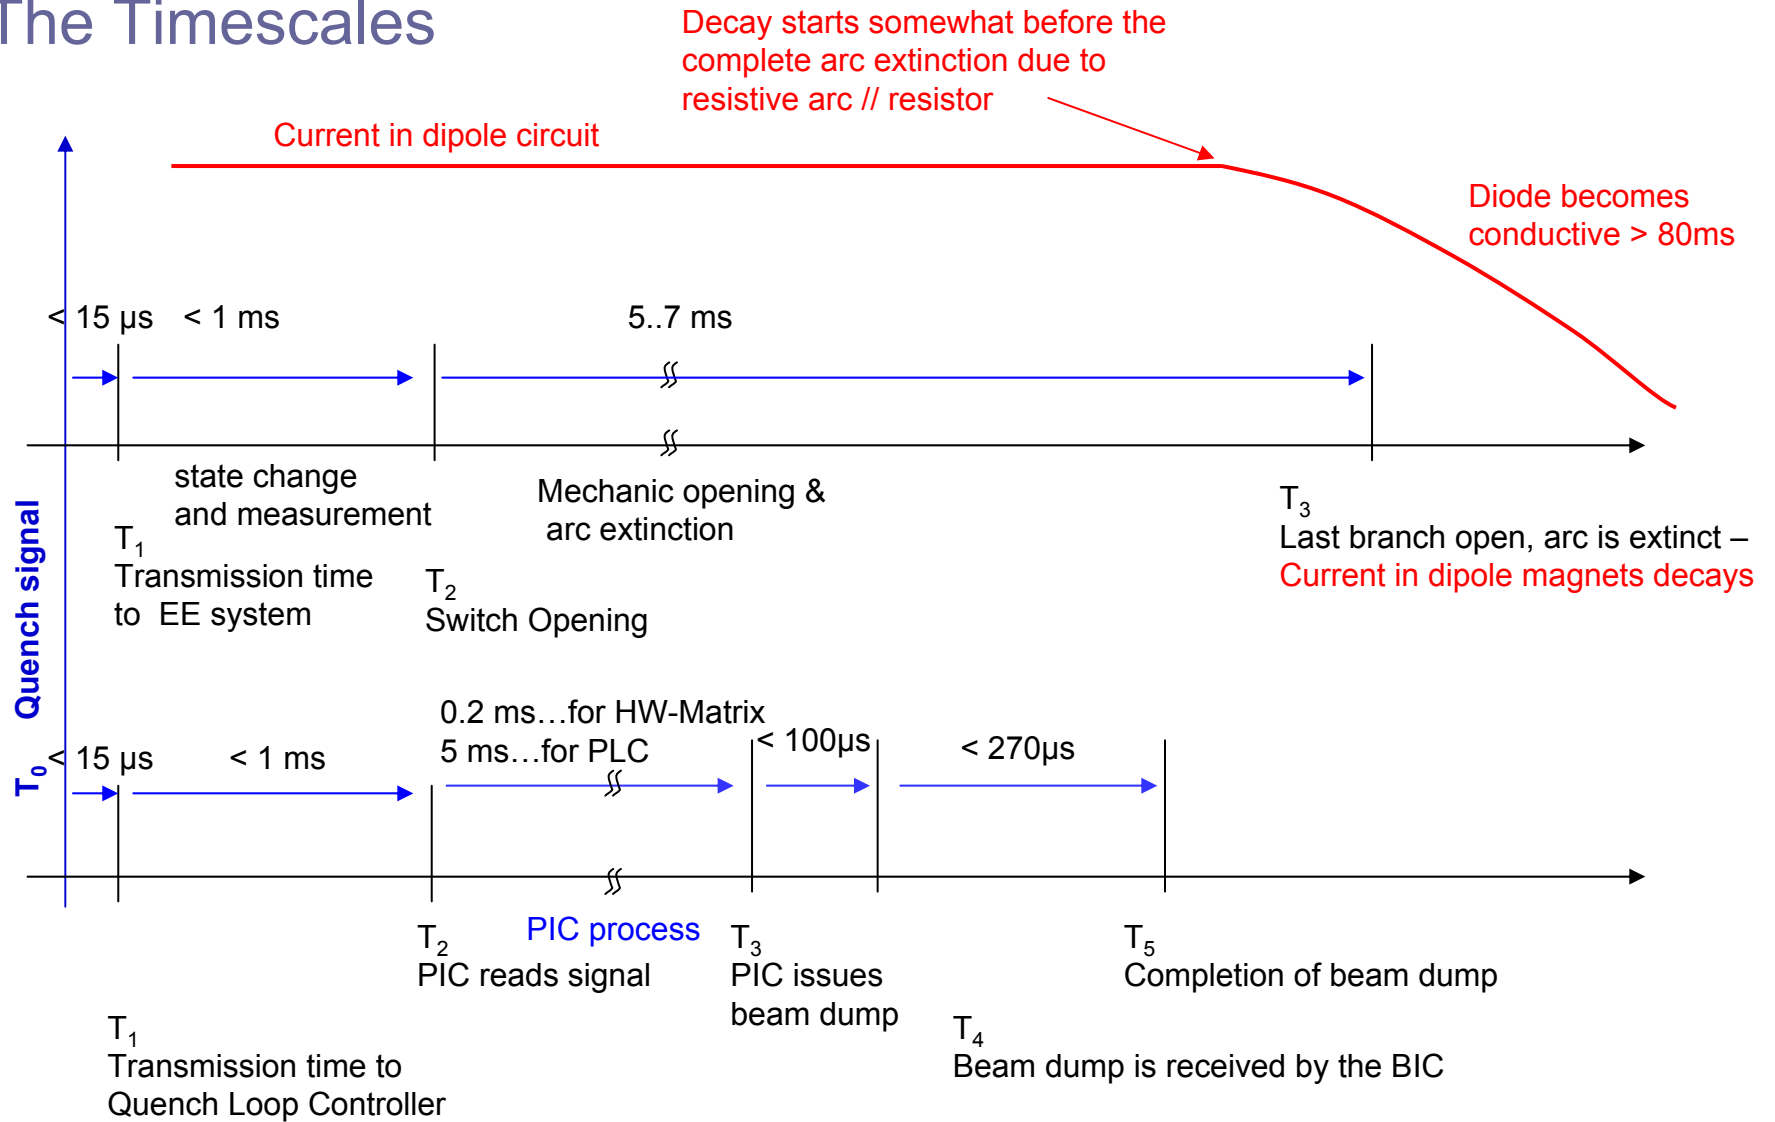 The Timescales
Decay starts somewhat before the
complete arc extinction due to
resistive arc // resistor
Current in dipole circuit
Diode becomes
conductive > 80ms
< 15 µs
< 1 ms
5..7 ms
state change
and measurement
Mechanic opening &
arc extinction
T1
Transmission time
to EE system
T2
Switch Opening
T3
Last branch open, arc is extinct –
Current in dipole magnets decays
T0 Quench signal
< 15 µs
< 1 ms
0.2 ms…for HW-Matrix
5 ms…for PLC
< 100µs
< 270µs
T2
PIC reads signal
PIC process
T3
PIC issues
beam dump
T5
Completion of beam dump
T1
Transmission time to
Quench Loop Controller
T4
Beam dump is received by the BIC